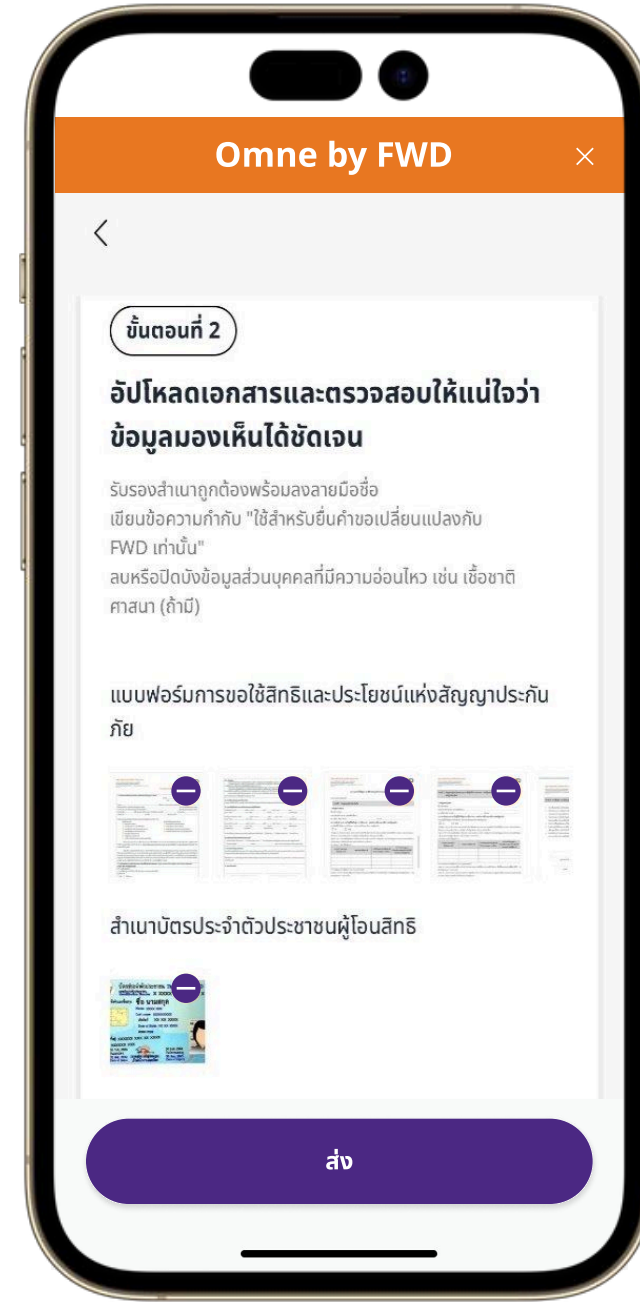 Omne by FWD
ขั้นตอนที่ 2
อัปโหลดเอกสารและตรวจสอบให้แน่ใจว่า
ข้อมูลมองเห็นได้ชัดเจน
รับรองสำเนาถูกต้องพร้อมลงลายมือชื่อ
เขียนข้อความกำกับ "ใช้สำหรับยื่นคำขอเปลี่ยนแปลงกับ
FWD เท่านั้น"
ลบหรือปิดบังข้อมูลส่วนบุคคลที่มีความอ่อนไหว เช่น เชื้อชาติ
ศาสนา (ถ้ามี)
แบบฟอร์มการขอใช้สิทธิและประโยชน์แห่งสัญญาประกัน
ภัย
สำเนาบัตรประจำตัวประชาชนผู้โอนสิทธิ
ชื่อ นามสกุล
ส่ง